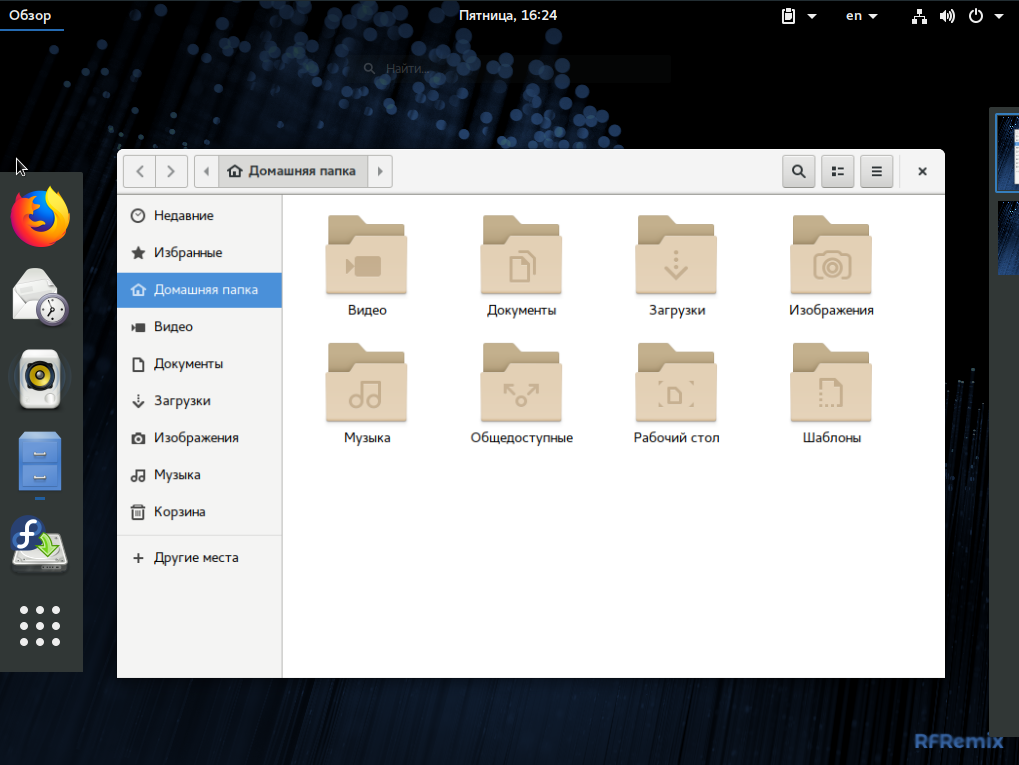 Обзор
Пятница, 16:24
en
Найти...
Домашняя папка
Недавние
Избранные
Домашняя папка
Видео
Документы
Загрузки
Изображения
Музыка
Корзина
Другие места
Видео
Документы
Загрузки
Изображения
Музыка
Общедоступные
Рабочий стол
Шаблоны
RFRemix